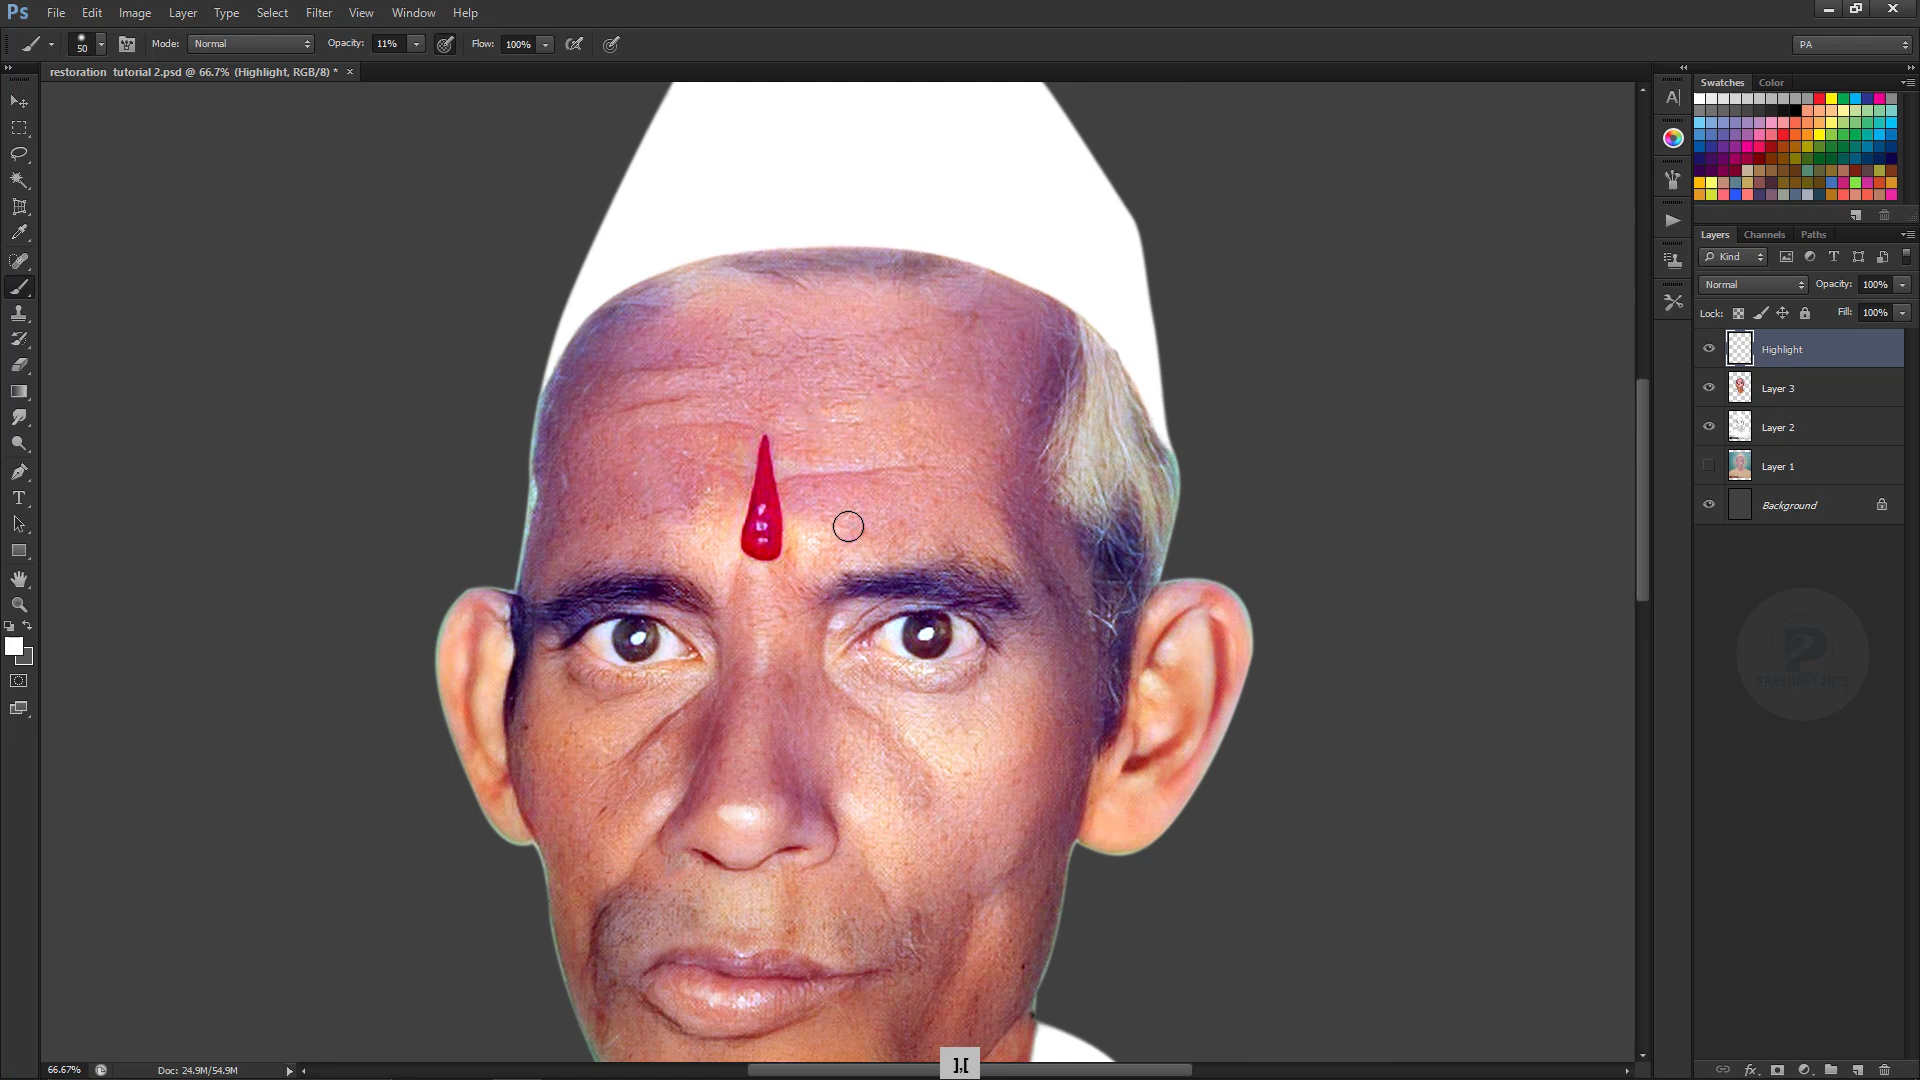 Ps File Edit Image Layer Type Select Filter View Window Help
50 Mode: Normal Opacity: 11% Flow: 100% PA
restoration tutorial 2.psd @ 66.7% (Highlight, RGB/8) * ×
Swatches Color
Layers Channels Paths
Kind
Normal Opacity: 100%
Lock: Fill: 100%
Highlight
Layer 3
Layer 2
Layer 1
Background
PRASHANT ARTS
66.67% Doc: 24.9M/54.9M
],[